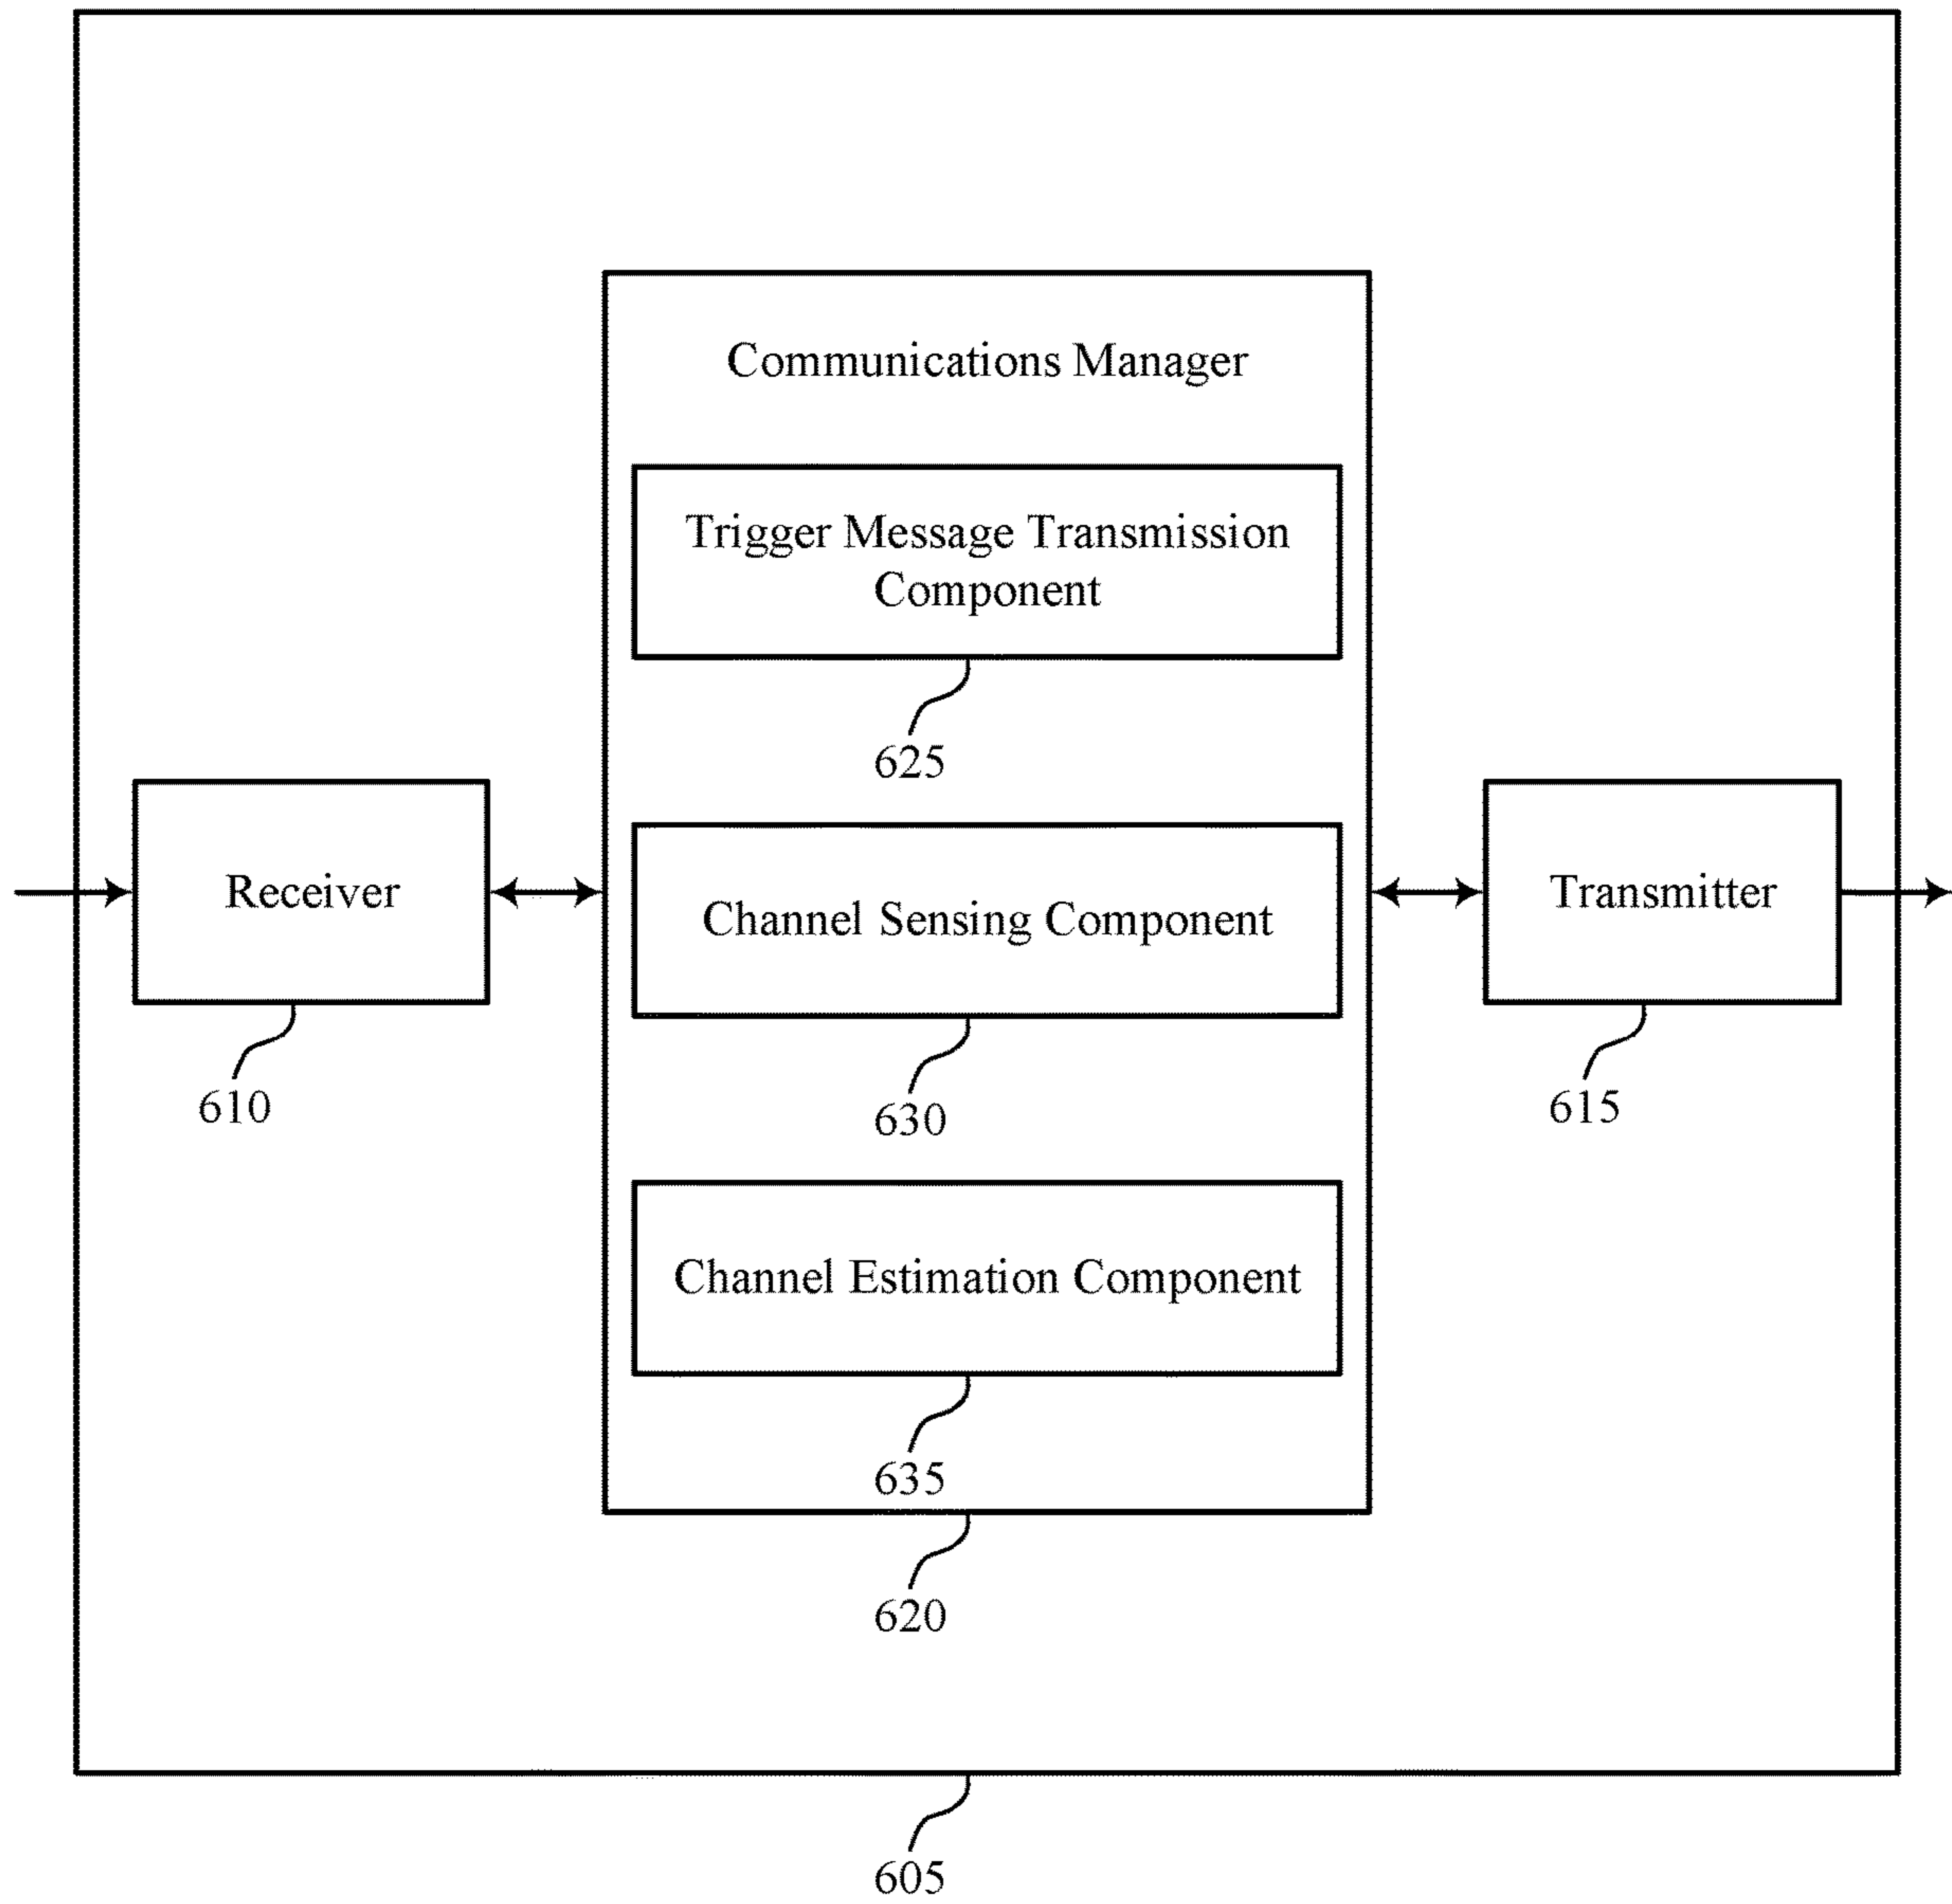 Communications Manager
Trigger Message Transmission
Component
625
Receiver
610
Channel Sensing Component
630
Transmitter
615
Channel Estimation Component
635
620
605